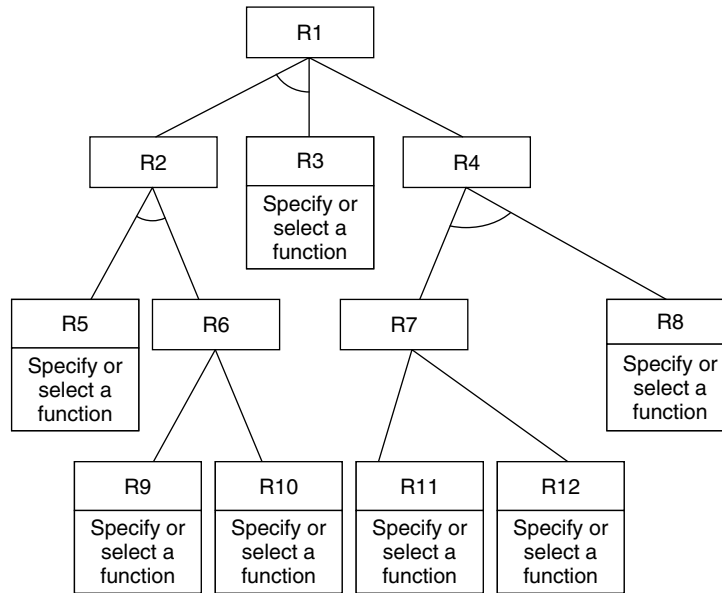 R1
R2
R3
Specify or
select a
function
R4
R5
Specify or
select a
function
R6
R7
R8
Specify or
select a
function
R9
Specify or
select a
function
R10
Specify or
select a
function
R11
Specify or
select a
function
R12
Specify or
select a
function